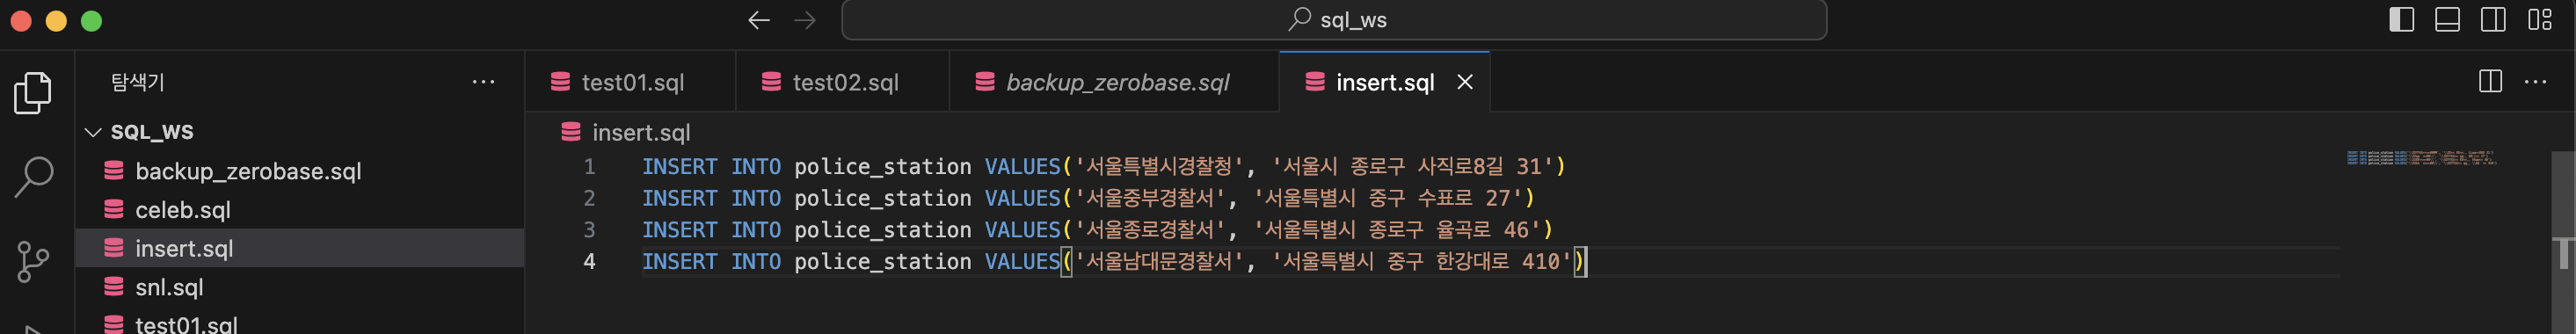 sql_ws
탐색기
SQL_WS
backup_zerobase.sql
celeb.sql
insert.sql
snl.sql
test01.sql
test01.sql test02.sql backup_zerobase.sql insert.sql
insert.sql
1 INSERT INTO police_station VALUES('서울특별시경찰청', '서울시 종로구 사직로8길 31')
2 INSERT INTO police_station VALUES('서울중부경찰서', '서울특별시 중구 수표로 27')
3 INSERT INTO police_station VALUES('서울종로경찰서', '서울특별시 종로구 율곡로 46')
4 INSERT INTO police_station VALUES('서울남대문경찰서', '서울특별시 중구 한강대로 410')